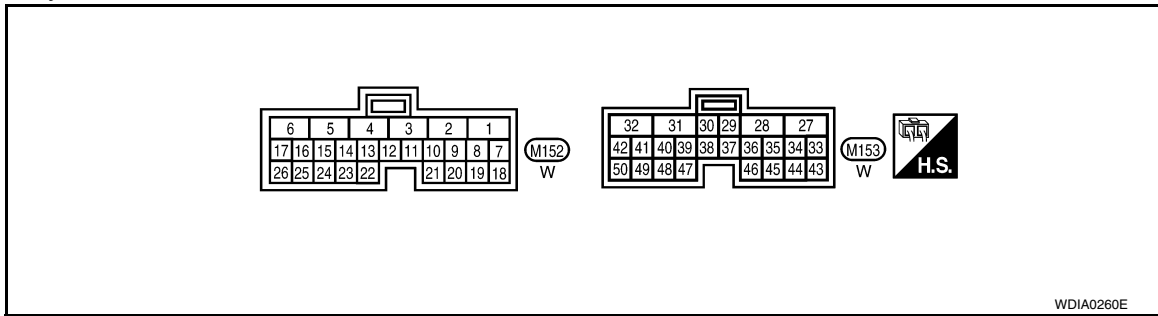 6 5 4 3 2 1
17 16 15 14 13 12 11 10 9 8 7
26 25 24 23 22 21 20 19 18
M152
W
32 31 30 29 28 27
42 41 40 39 38 37 36 35 34 33
50 49 48 47 46 45 44 43
M153
W
H.S.
WDIA0260E